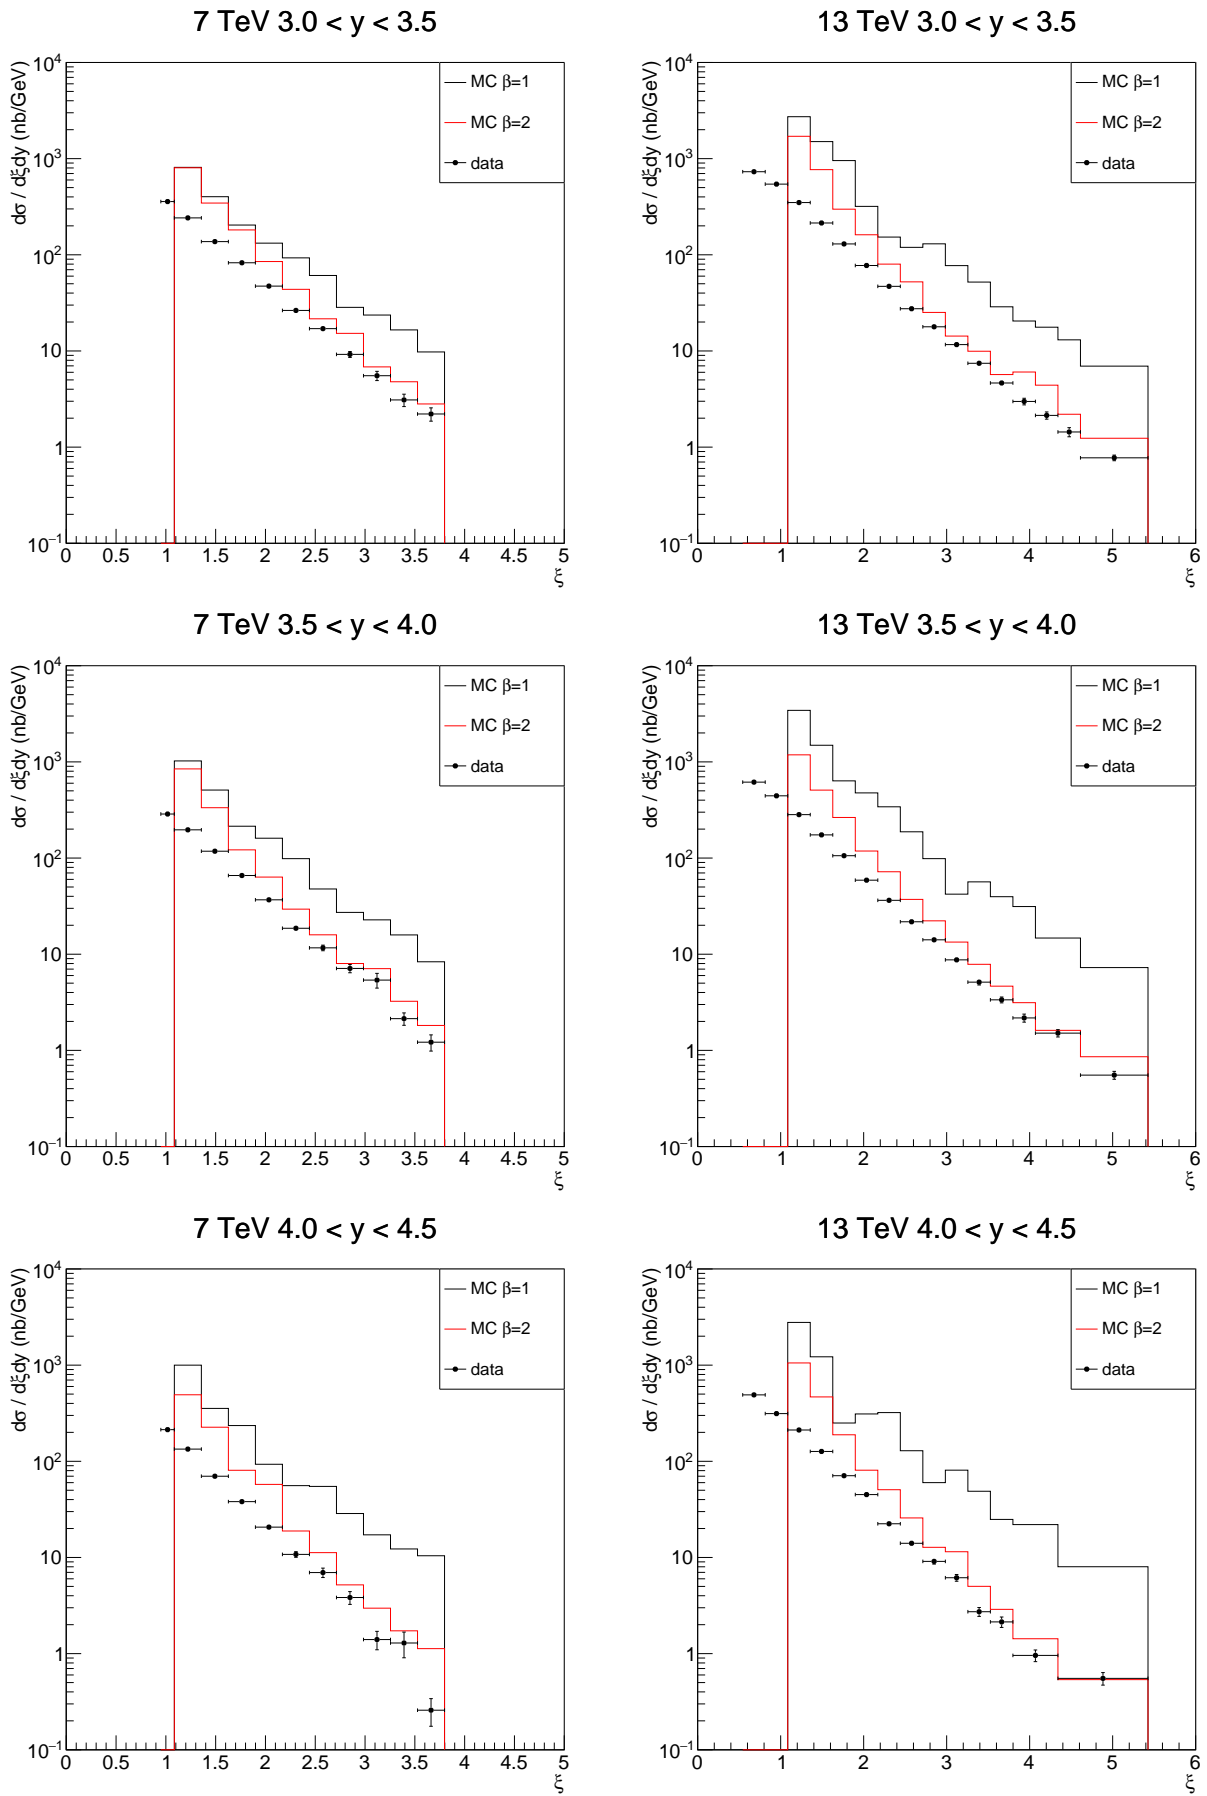 7 TeV 3.0 < y < 3.5
dσ / dξdy (nb/GeV)
10⁴
10³
10²
10
1
10⁻¹
MC β=1
MC β=2
data
0 0.5 1 1.5 2 2.5 3 3.5 4 4.5 5
ξ
13 TeV 3.0 < y < 3.5
dσ / dξdy (nb/GeV)
10⁴
10³
10²
10
1
10⁻¹
MC β=1
MC β=2
data
0 1 2 3 4 5 6
ξ
7 TeV 3.5 < y < 4.0
dσ / dξdy (nb/GeV)
10⁴
10³
10²
10
1
10⁻¹
MC β=1
MC β=2
data
0 0.5 1 1.5 2 2.5 3 3.5 4 4.5 5
ξ
13 TeV 3.5 < y < 4.0
dσ / dξdy (nb/GeV)
10⁴
10³
10²
10
1
10⁻¹
MC β=1
MC β=2
data
0 1 2 3 4 5 6
ξ
7 TeV 4.0 < y < 4.5
dσ / dξdy (nb/GeV)
10⁴
10³
10²
10
1
10⁻¹
MC β=1
MC β=2
data
0 0.5 1 1.5 2 2.5 3 3.5 4 4.5 5
ξ
13 TeV 4.0 < y < 4.5
dσ / dξdy (nb/GeV)
10⁴
10³
10²
10
1
10⁻¹
MC β=1
MC β=2
data
0 1 2 3 4 5 6
ξ